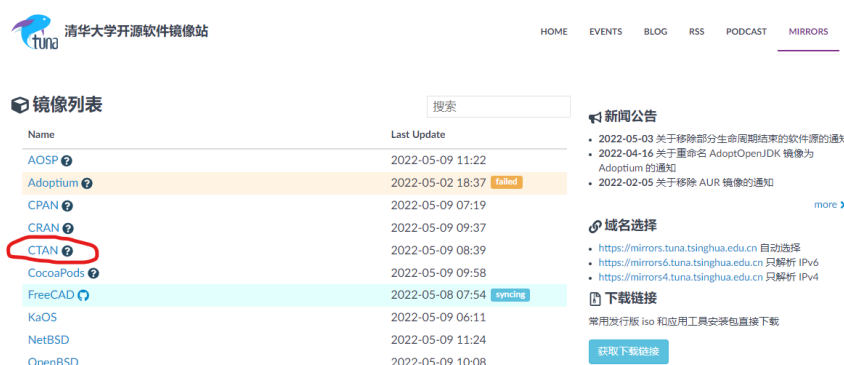 tuna 清华大学开源软件镜像站
HOME EVENTS BLOG RSS PODCAST MIRRORS
镜像列表
搜索
Name Last Update
AOSP 2022-05-09 11:22
Adoptium 2022-05-02 18:37 failed
CPAN 2022-05-09 07:19
CRAN 2022-05-09 09:37
CTAN 2022-05-09 08:39
CocoaPods 2022-05-09 09:58
FreeCAD 2022-05-08 07:54 syncing
KaOS 2022-05-09 06:11
NetBSD 2022-05-09 11:24
OpenBSD 2022-05-09 10:08
新闻公告
2022-05-03 关于移除部分生命周期结束的软件源的通知
2022-04-16 关于重命名 AdoptOpenJDK 镜像为
Adoptium 的通知
2022-02-05 关于移除 AUR 镜像的通知
more
域名选择
https://mirrors.tuna.tsinghua.edu.cn 自动选择
https://mirrors6.tuna.tsinghua.edu.cn 只解析 IPv6
https://mirrors4.tuna.tsinghua.edu.cn 只解析 IPv4
下载链接
常用发行版 iso 和应用工具安装包直接下载
获取下载链接